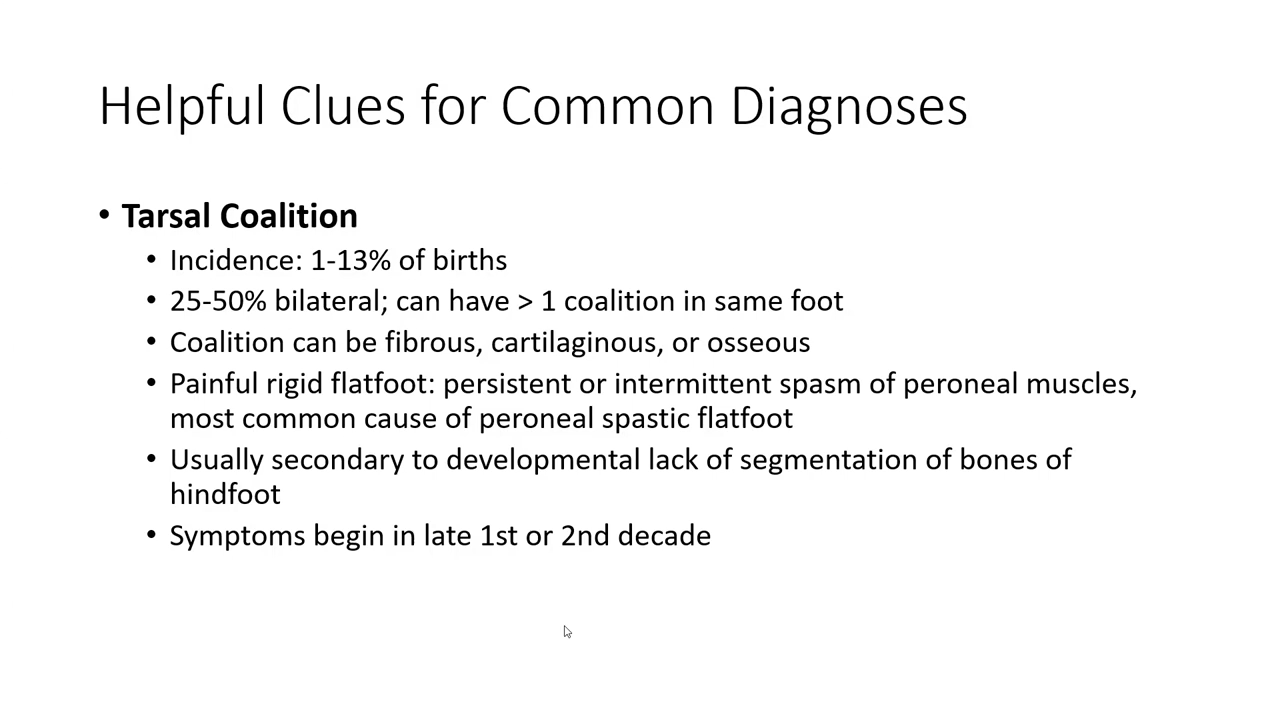 Helpful Clues for Common Diagnoses
• Tarsal Coalition
• Incidence: 1-13% of births
• 25-50% bilateral; can have > 1 coalition in same foot
• Coalition can be fibrous, cartilaginous, or osseous
• Painful rigid flatfoot: persistent or intermittent spasm of peroneal muscles,
most common cause of peroneal spastic flatfoot
• Usually secondary to developmental lack of segmentation of bones of
hindfoot
• Symptoms begin in late 1st or 2nd decade